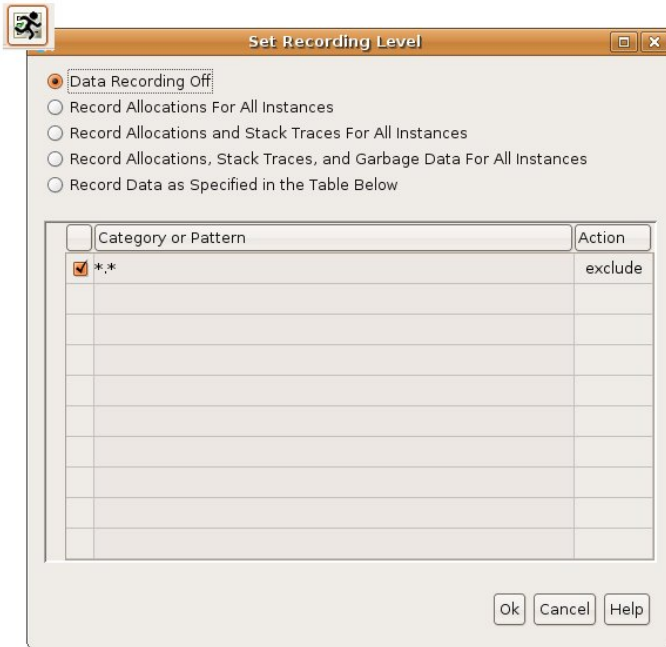 Set Recording Level
Data Recording Off
Record Allocations For All Instances
Record Allocations and Stack Traces For All Instances
Record Allocations, Stack Traces, and Garbage Data For All Instances
Record Data as Specified in the Table Below
Category or Pattern Action
*.* exclude
Ok Cancel Help